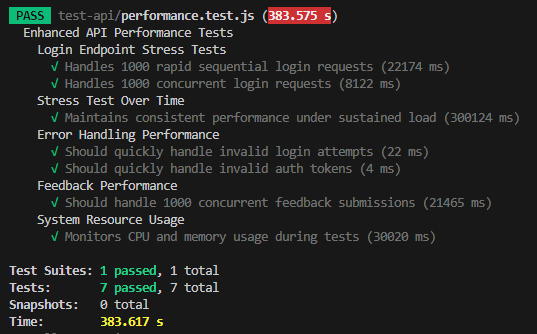 PASS test-api/performance.test.js (383.575 s)
Enhanced API Performance Tests
Login Endpoint Stress Tests
√ Handles 1000 rapid sequential login requests (22174 ms)
√ Handles 1000 concurrent login requests (8122 ms)
Stress Test Over Time
√ Maintains consistent performance under sustained load (300124 ms)
Error Handling Performance
√ Should quickly handle invalid login attempts (22 ms)
√ Should quickly handle invalid auth tokens (4 ms)
Feedback Performance
√ Should handle 1000 concurrent feedback submissions (21465 ms)
System Resource Usage
√ Monitors CPU and memory usage during tests (30020 ms)
Test Suites: 1 passed, 1 total
Tests: 7 passed, 7 total
Snapshots: 0 total
Time: 383.617 s